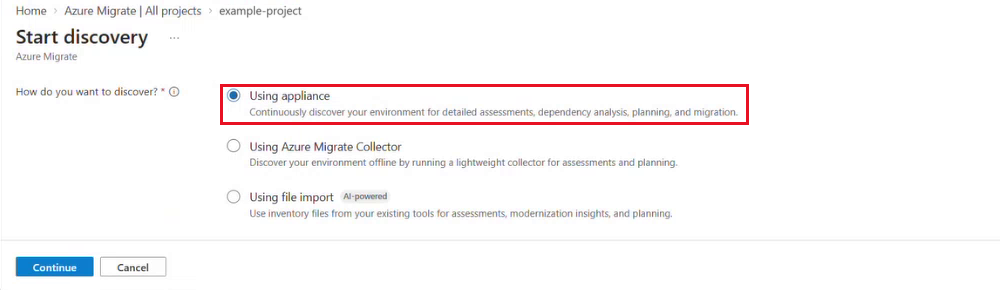 Home > Azure Migrate | All projects > example-project
Start discovery ...
Azure Migrate
How do you want to discover? *
Using appliance
Continuously discover your environment for detailed assessments, dependency analysis, planning, and migration.
Using Azure Migrate Collector
Discover your environment offline by running a lightweight collector for assessments and planning.
Using file import AI-powered
Use inventory files from your existing tools for assessments, modernization insights, and planning.
Continue Cancel